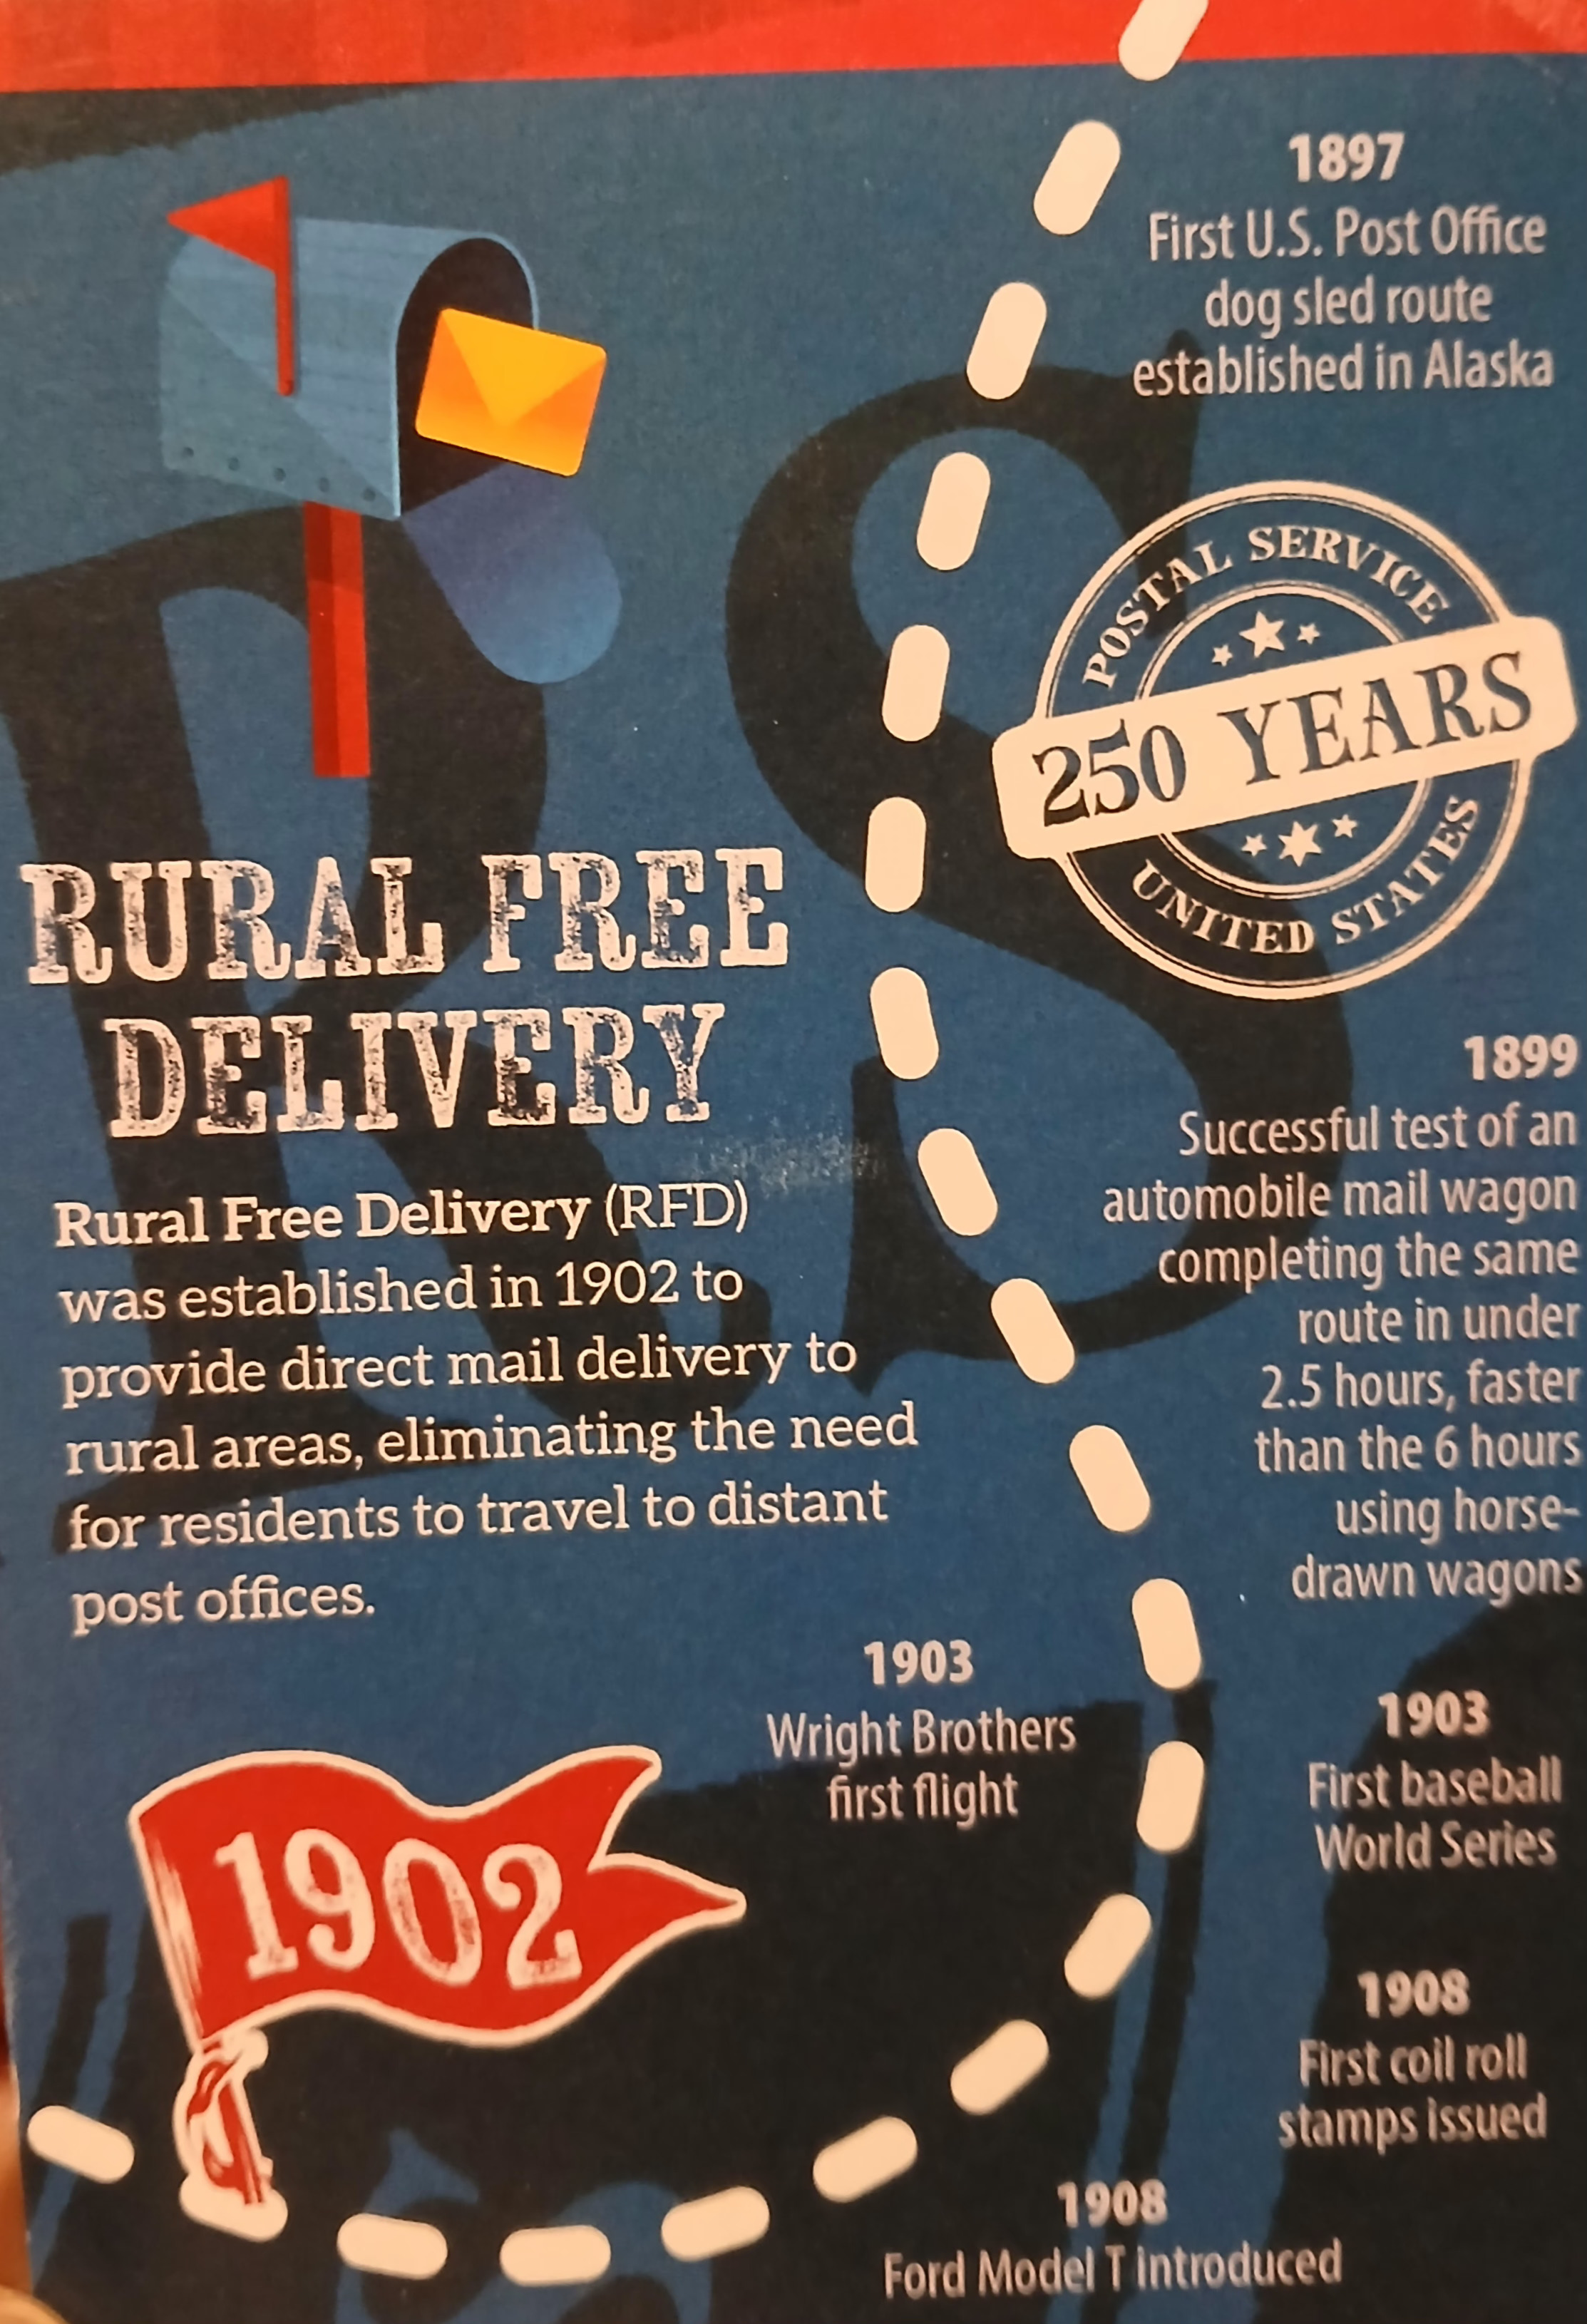 1897
First U.S. Post Office
dog sled route
established in Alaska
POSTAL SERVICE
250 YEARS
UNITED STATES
RURAL FREE
DELIVERY
Rural Free Delivery (RFD)
was established in 1902 to
provide direct mail delivery to
rural areas, eliminating the need
for residents to travel to distant
post offices.
1899
Successful test of an
automobile mail wagon
completing the same
route in under
2.5 hours, faster
than the 6 hours
using horse-
drawn wagons
1903
Wright Brothers
first flight
1903
First baseball
World Series
1902
1908
First coil roll
stamps issued
1908
Ford Model T introduced